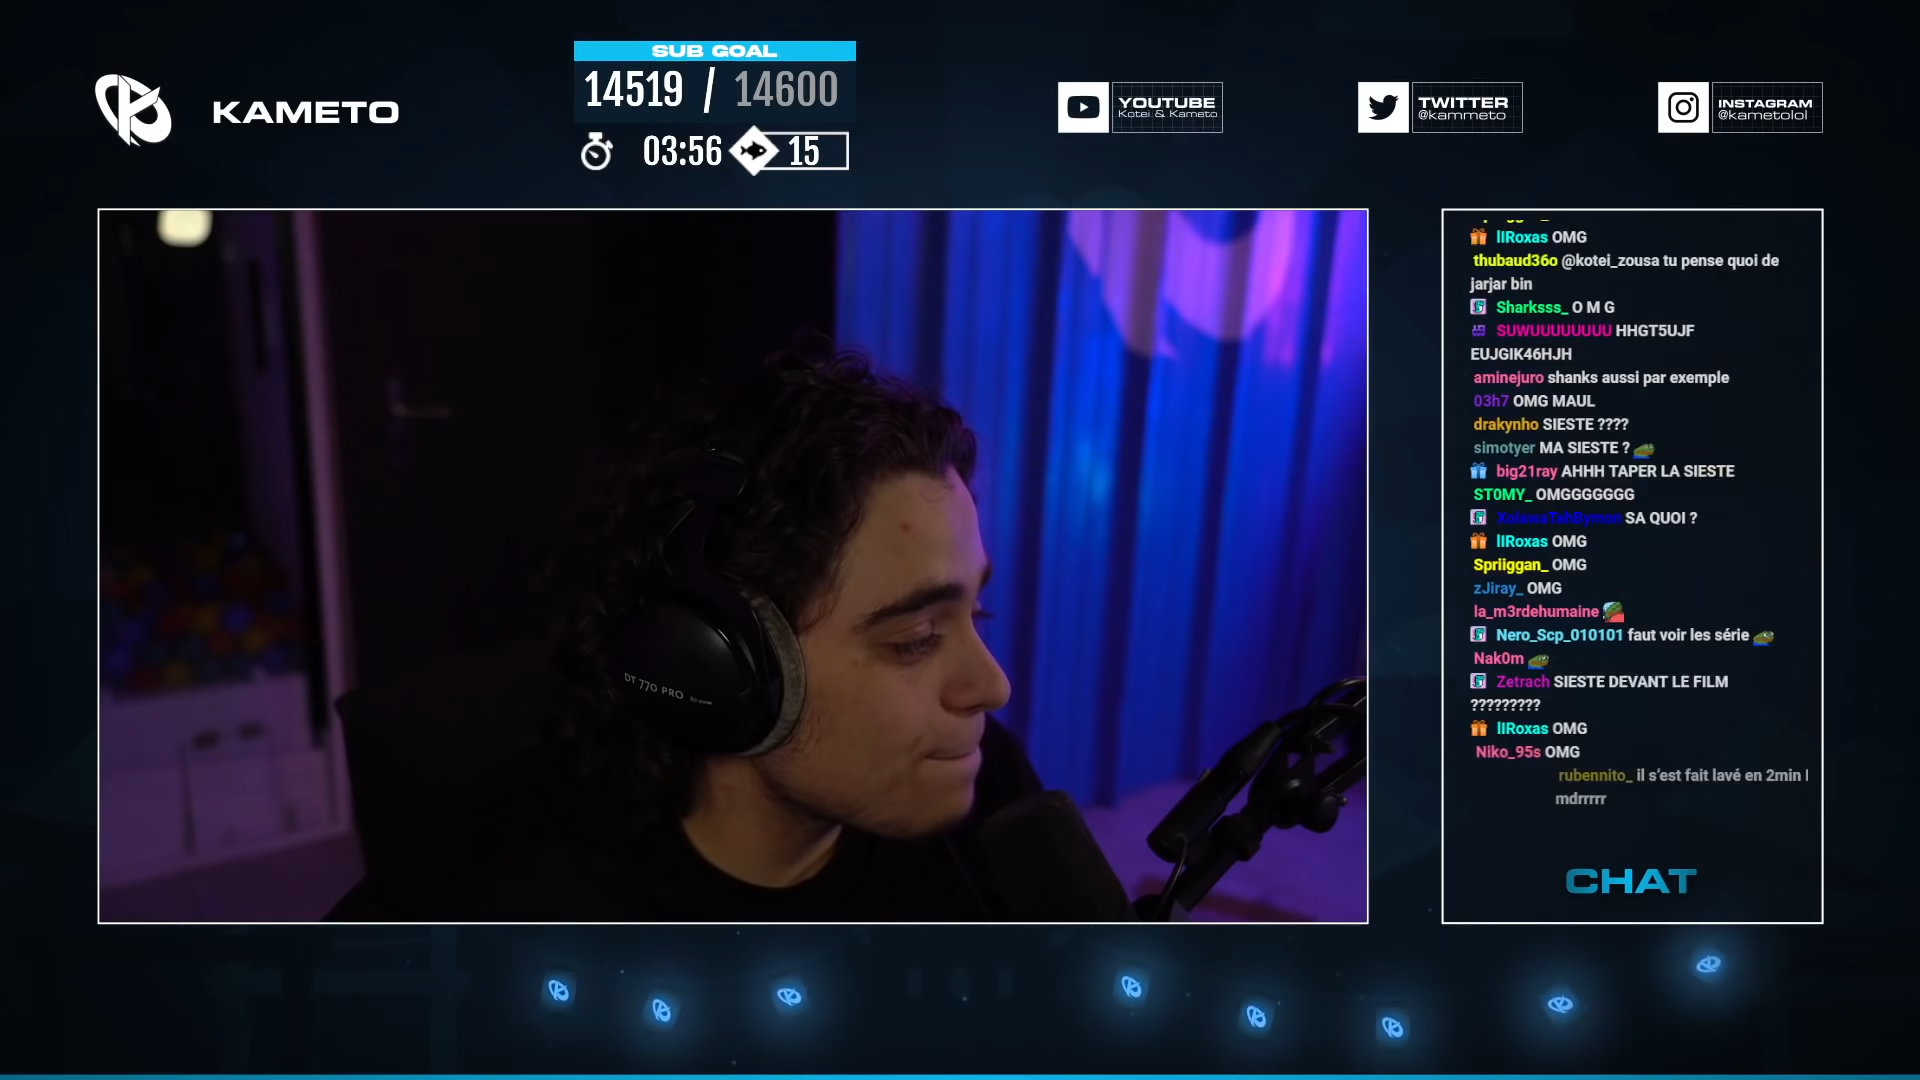 SUB GOAL
14519 / 14600
03:56 15
KAMETO
YOUTUBE
Kotei & Kameto
TWITTER
@kammeto
INSTAGRAM
@kametolol
llRoxas OMG
thubaud36o @kotei_zousa tu pense quoi de
jarjar bin
Sharksss_ O M G
SUWUUUUUUUU HHGT5UJF
EUJGIK46HJH
aminejuro shanks aussi par exemple
03h7 OMG MAUL
drakynho SIESTE ????
simotyer MA SIESTE ?
big21ray AHHH TAPER LA SIESTE
ST0MY_ OMGGGGGGG
SA QUOI ?
llRoxas OMG
Spriiggan_ OMG
zJiray_ OMG
la_m3rdehumaine
Nero_Scp_010101 faut voir les série
Nak0m
Zetrach SIESTE DEVANT LE FILM
?????????
llRoxas OMG
Niko_95s OMG
rubennito_ il s'est fait lavé en 2min
mdrrrrr
CHAT
DT 770 PRO